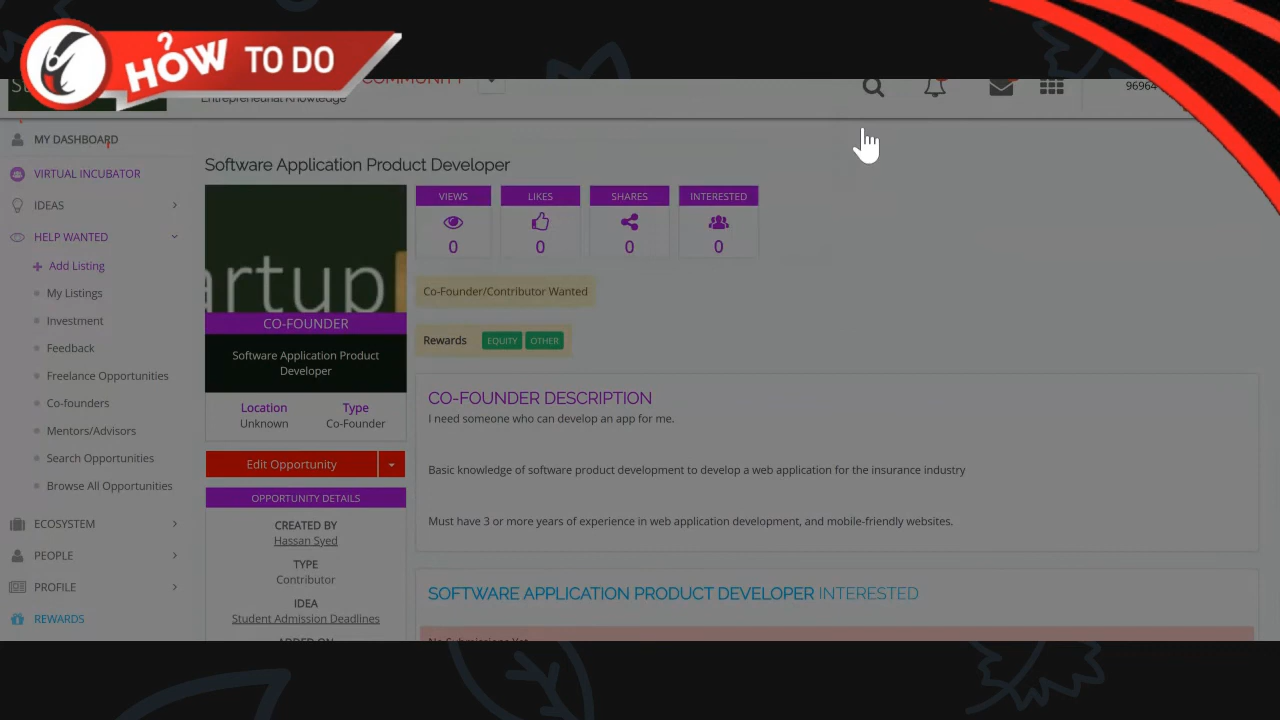 HOW TO DO
COMMUNITY
Entrepreneurial Knowledge
96964
MY DASHBOARD
VIRTUAL INCUBATOR
IDEAS
HELP WANTED
Add Listing
My Listings
Investment
Feedback
Freelance Opportunities
Co-founders
Mentors/Advisors
Search Opportunities
Browse All Opportunities
ECOSYSTEM
PEOPLE
PROFILE
REWARDS
Software Application Product Developer
artup
CO-FOUNDER
Software Application Product
Developer
Location Type
Unknown Co-Founder
Edit Opportunity
OPPORTUNITY DETAILS
CREATED BY
Hassan Syed
TYPE
Contributor
IDEA
Student Admission Deadlines
ADDED ON
VIEWS LIKES SHARES INTERESTED
0 0 0 0
Co-Founder/Contributor Wanted
Rewards EQUITY OTHER
CO-FOUNDER DESCRIPTION
I need someone who can develop an app for me.
Basic knowledge of software product development to develop a web application for the insurance industry
Must have 3 or more years of experience in web application development, and mobile-friendly websites.
SOFTWARE APPLICATION PRODUCT DEVELOPER INTERESTED
No Submissions Yet